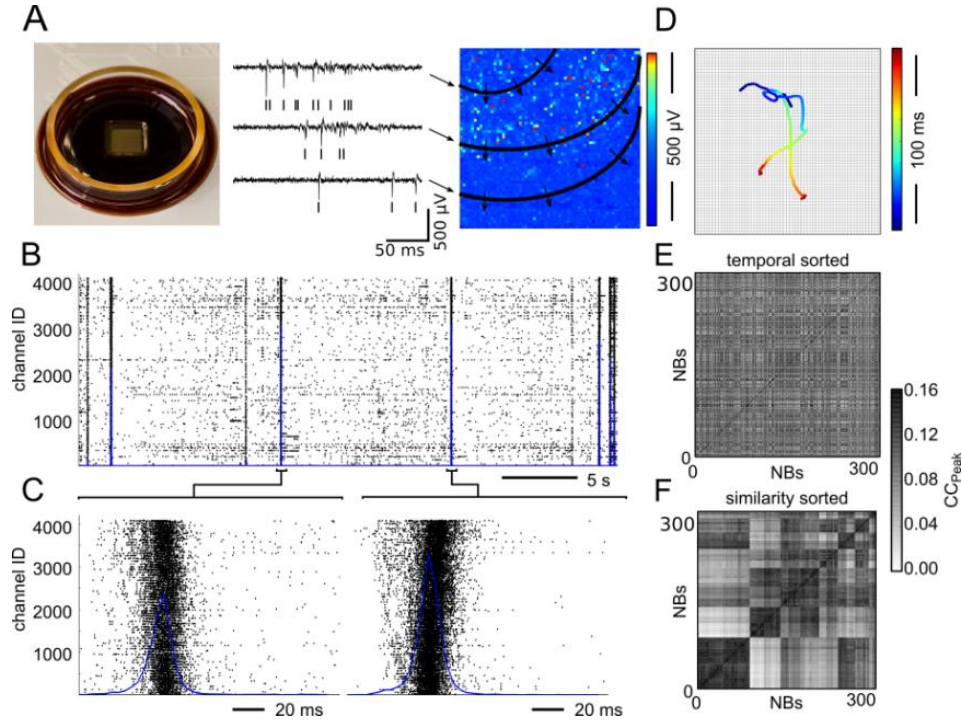 A
500 µV
50 ms
500 µV
D
100 ms
B
channel ID
4000
3000
2000
1000
5 s
C
channel ID
4000
3000
2000
1000
20 ms
20 ms
E
temporal sorted
300
NBs
0
0
NBs
300
F
similarity sorted
300
NBs
0
0
NBs
300
0.16
0.12
0.08
0.04
0.00
CCPeak